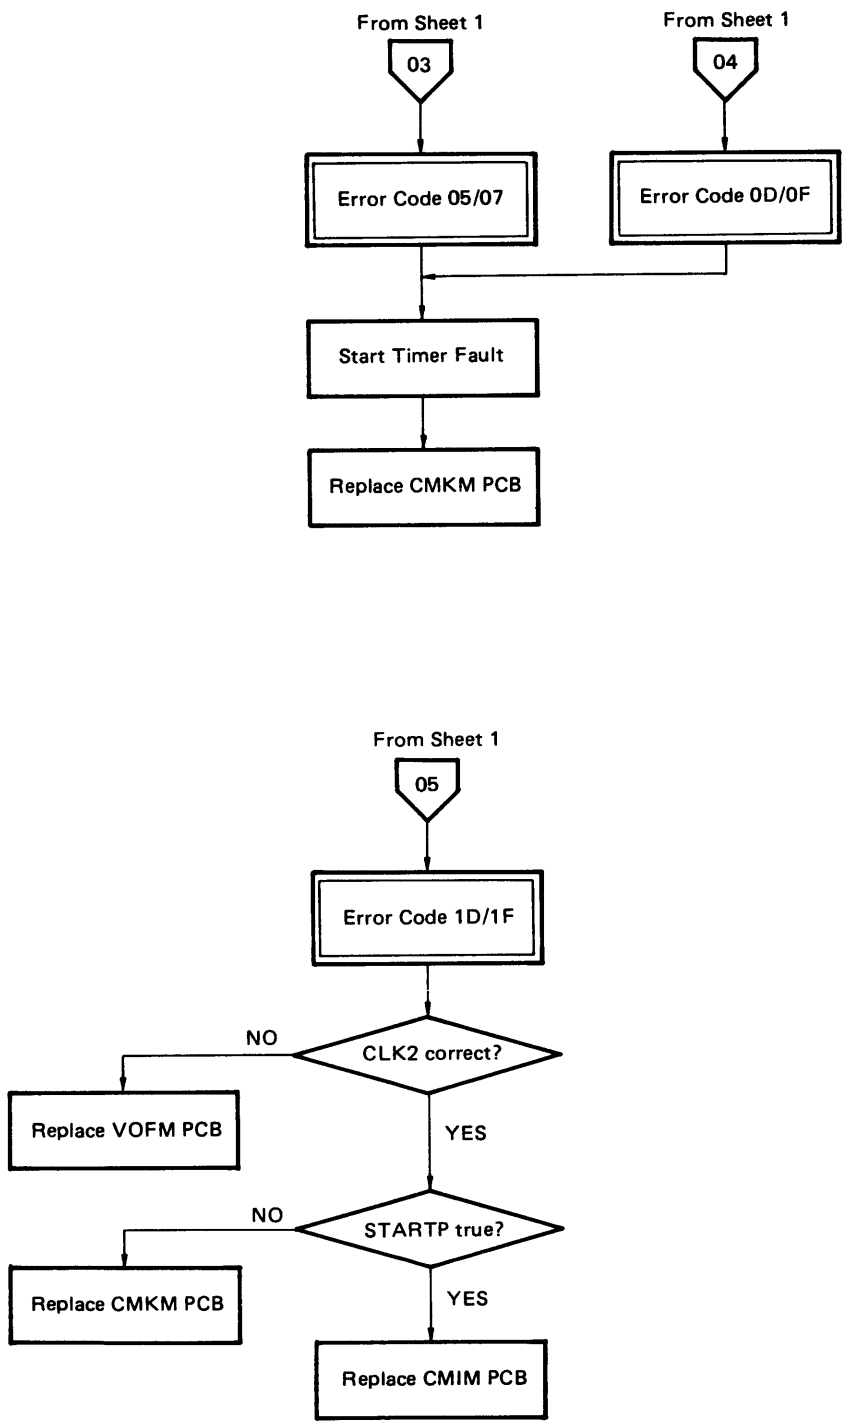 From Sheet 1
03
From Sheet 1
04
Error Code 05/07
Error Code 0D/0F
Start Timer Fault
Replace CMKM PCB
From Sheet 1
05
Error Code 1D/1F
CLK2 correct?
NO
Replace VOFM PCB
YES
STARTP true?
NO
Replace CMKM PCB
YES
Replace CMIM PCB